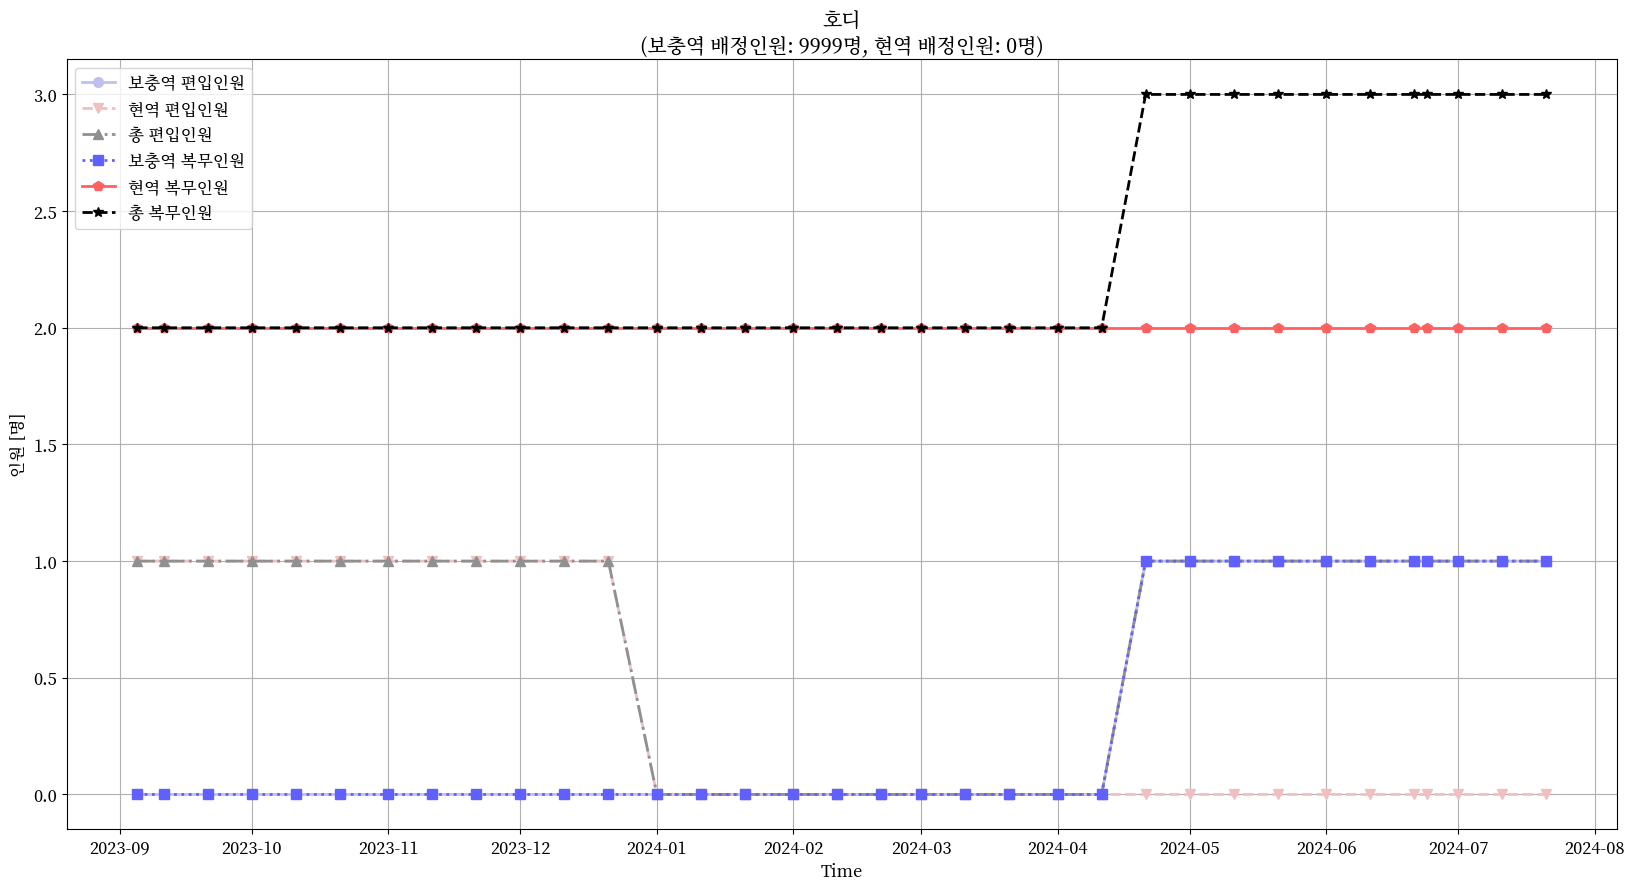 호디
(보충역 배정인원: 9999명, 현역 배정인원: 0명)
보충역 편입인원
현역 편입인원
총 편입인원
보충역 복무인원
현역 복무인원
총 복무인원
인원 [명]
3.0
2.5
2.0
1.5
1.0
0.5
0.0
2023-09
2023-10
2023-11
2023-12
2024-01
2024-02
2024-03
2024-04
2024-05
2024-06
2024-07
2024-08
Time